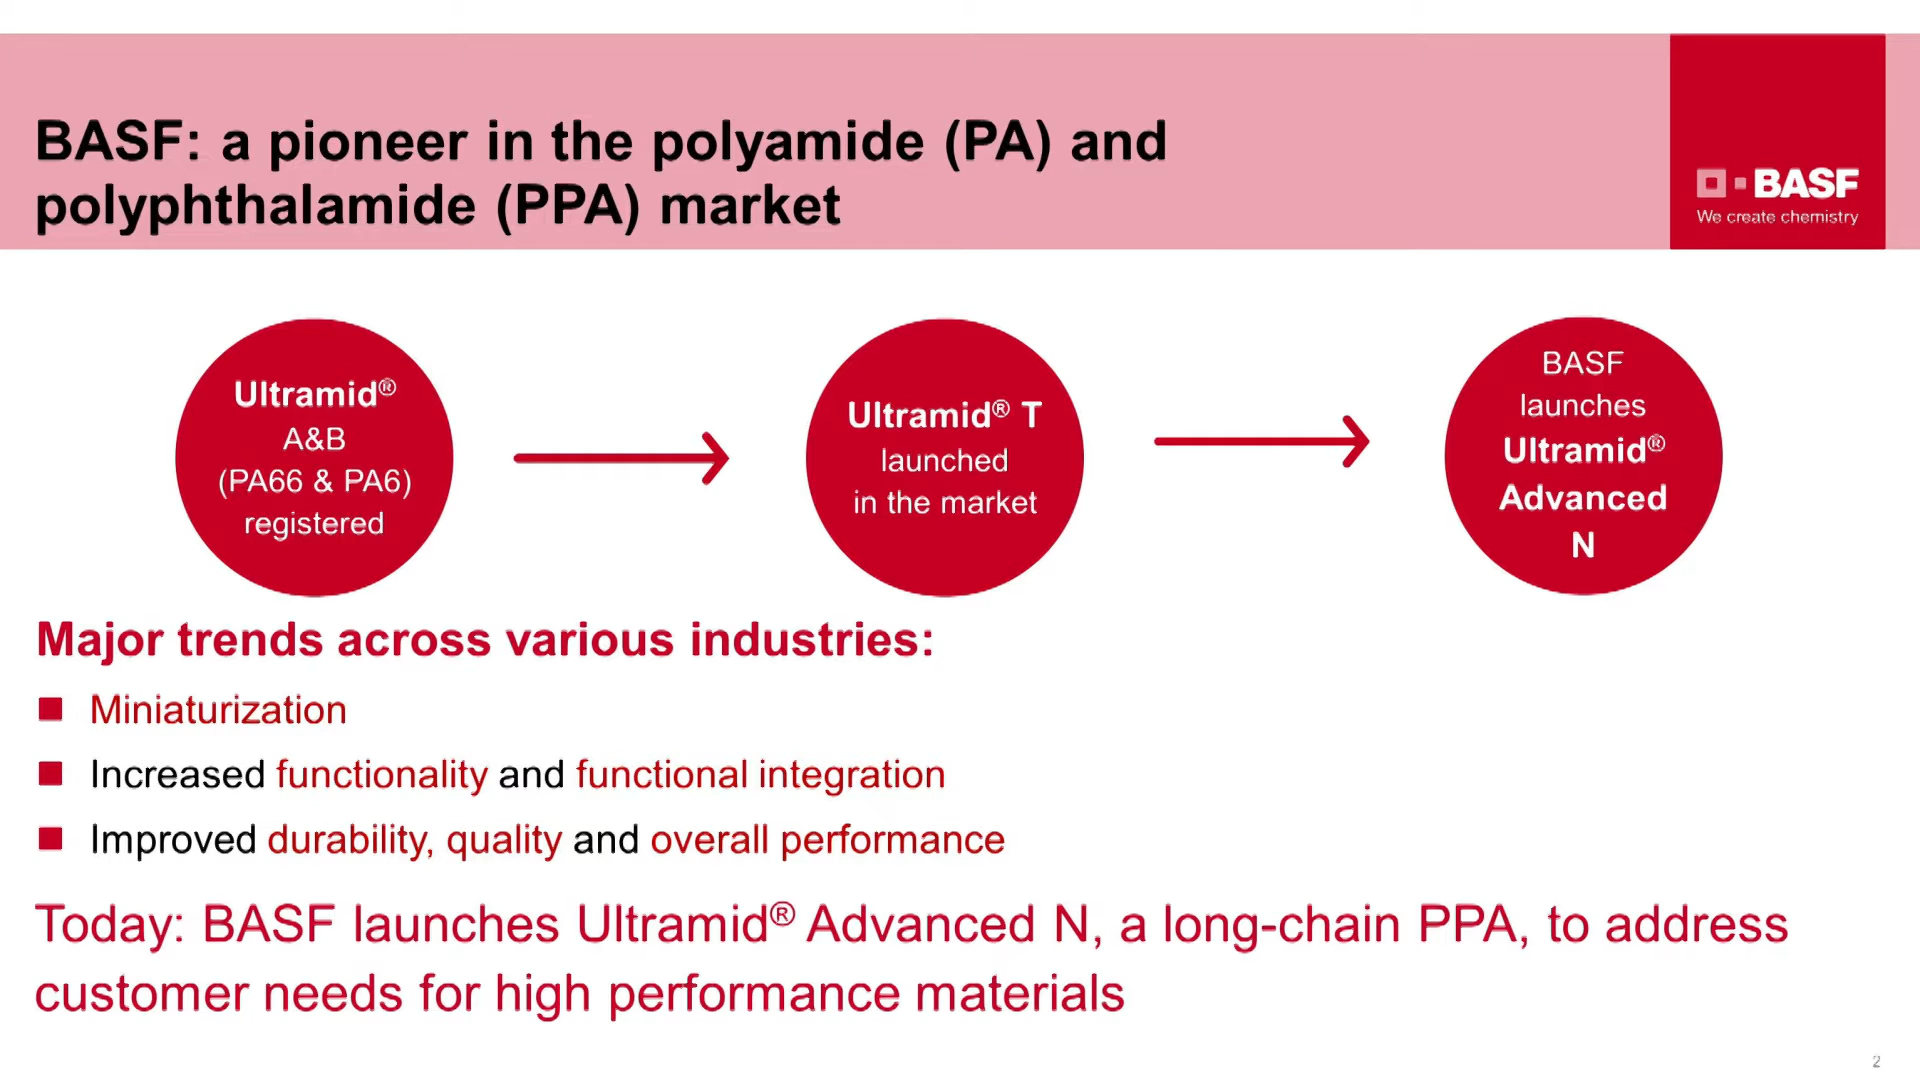 BASF: a pioneer in the polyamide (PA) and
polyphthalamide (PPA) market
BASF
We create chemistry
Ultramid®
A&B
(PA66 & PA6)
registered
Ultramid® T
launched
in the market
BASF
launches
Ultramid®
Advanced
N
Major trends across various industries:
Miniaturization
Increased functionality and functional integration
Improved durability, quality and overall performance
Today: BASF launches Ultramid® Advanced N, a long-chain PPA, to address
customer needs for high performance materials
2